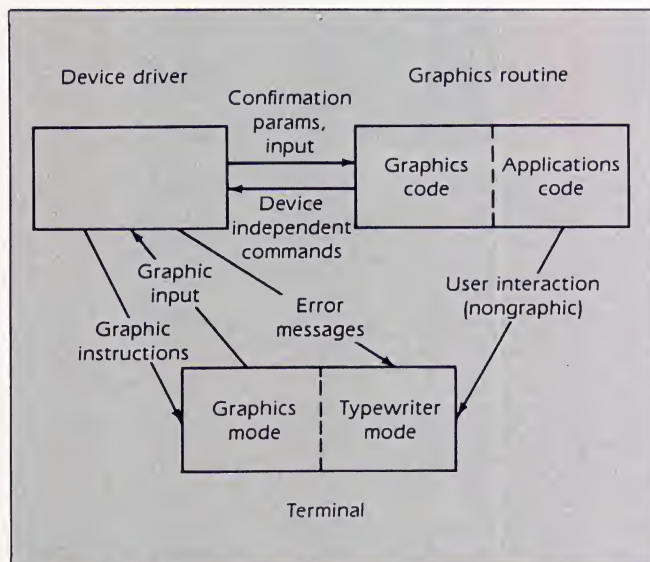 Device driver
Graphics routine
Confirmation
params,
input
Graphics
code
Applications
code
Device
independent
commands
Graphic
input
Graphic
instructions
Error
messages
User interaction
(nongraphic)
Graphics
mode
Typewriter
mode
Terminal